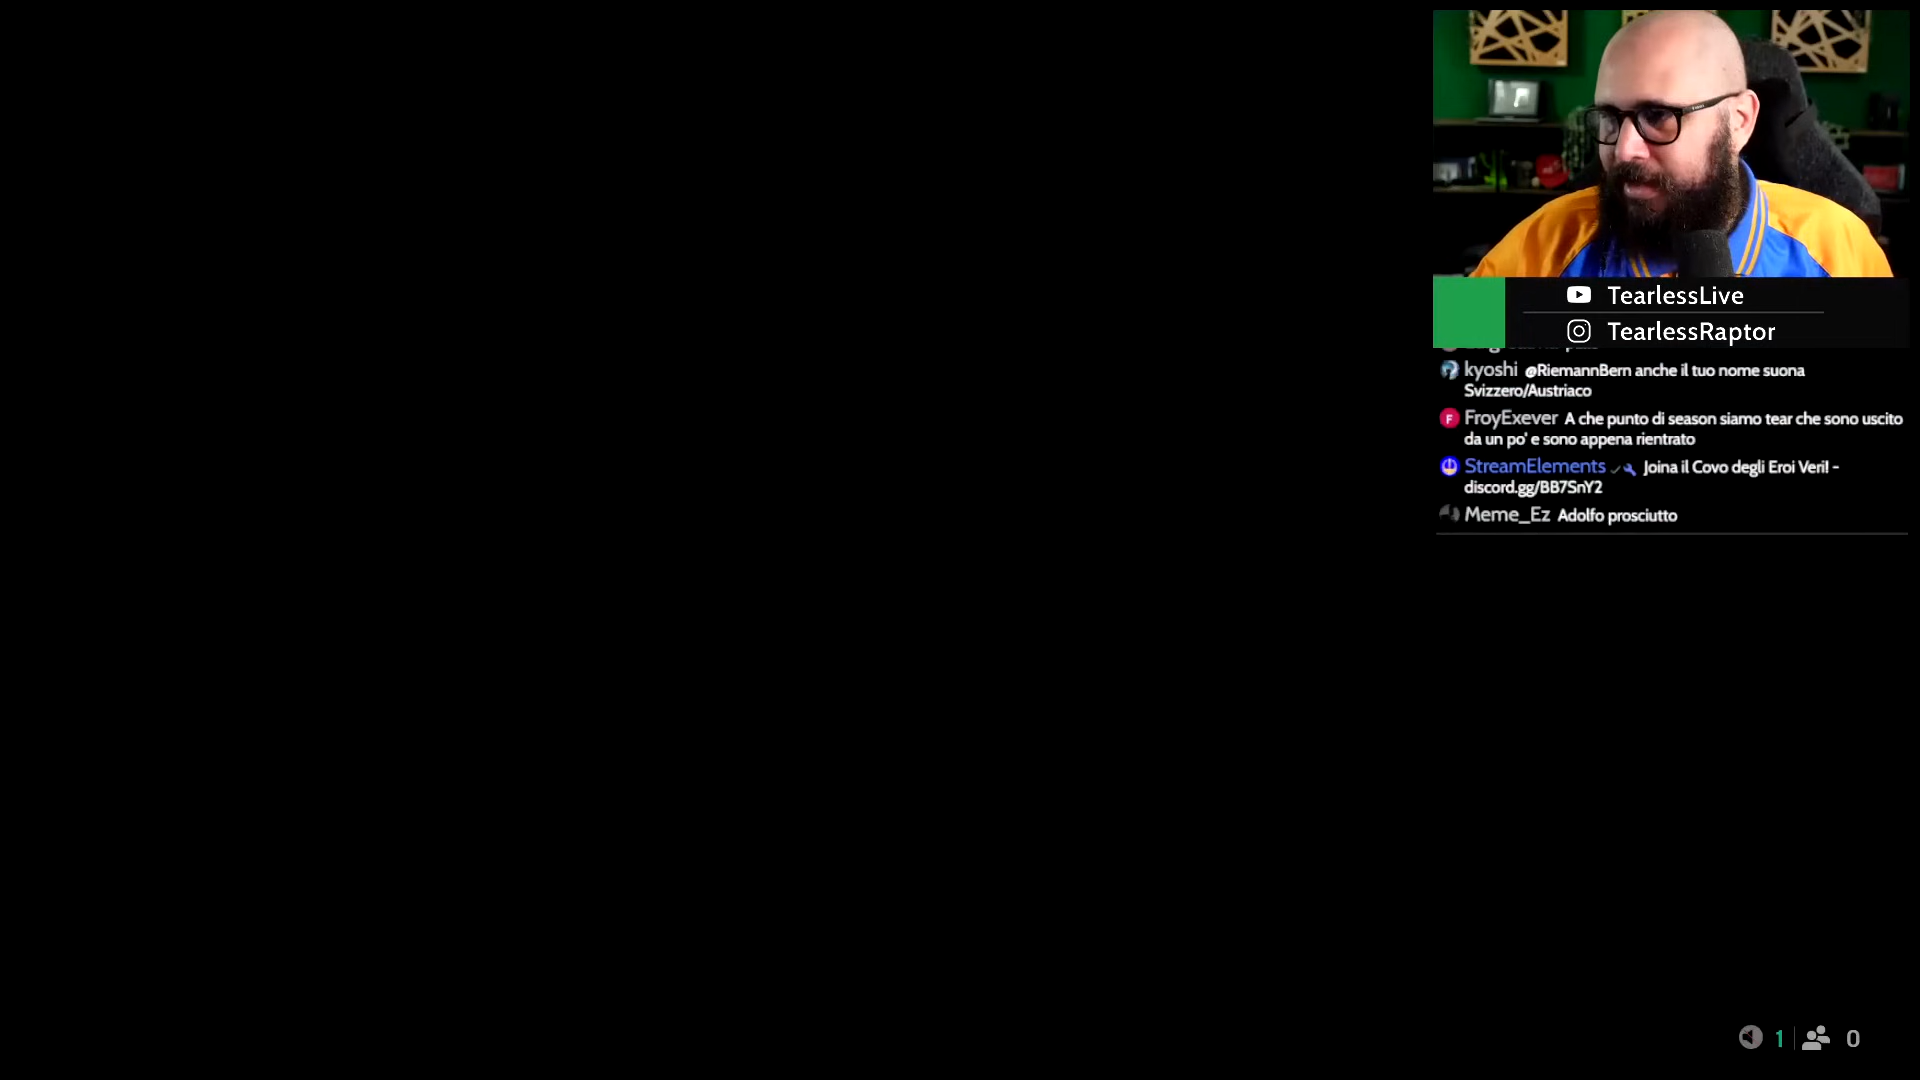 TearlessLive
TearlessRaptor
kyoshi @RiemannBern anche il tuo nome suona
Svizzero/Austriaco
FroyExever A che punto di season siamo tear che sono uscito
da un po' e sono appena rientrato
StreamElements Joina il Covo degli Eroi Veri! -
discord.gg/BB7SnY2
Meme_Ez Adolfo prosciutto
1 0